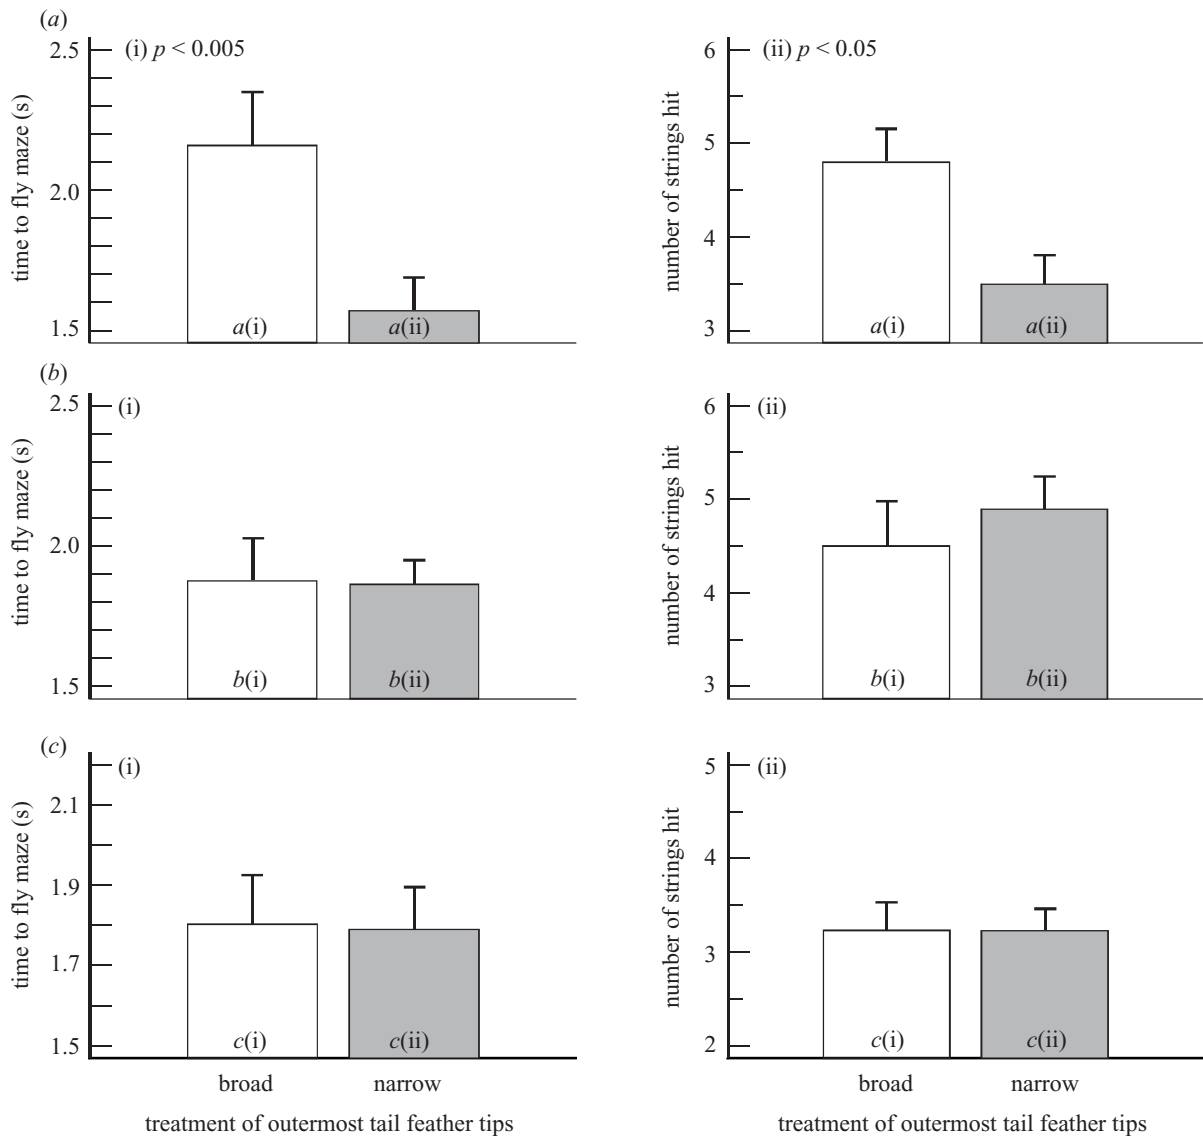 (a)
(i) p < 0.005
2.5
2.0
1.5
time to fly maze (s)
a(i)
a(ii)
(ii) p < 0.05
6
5
4
3
number of strings hit
a(i)
a(ii)
(b)
(i)
2.5
2.0
1.5
time to fly maze (s)
b(i)
b(ii)
(ii)
6
5
4
3
number of strings hit
b(i)
b(ii)
(c)
(i)
2.1
1.9
1.7
1.5
time to fly maze (s)
c(i)
c(ii)
broad
narrow
treatment of outermost tail feather tips
(ii)
5
4
3
2
number of strings hit
c(i)
c(ii)
broad
narrow
treatment of outermost tail feather tips